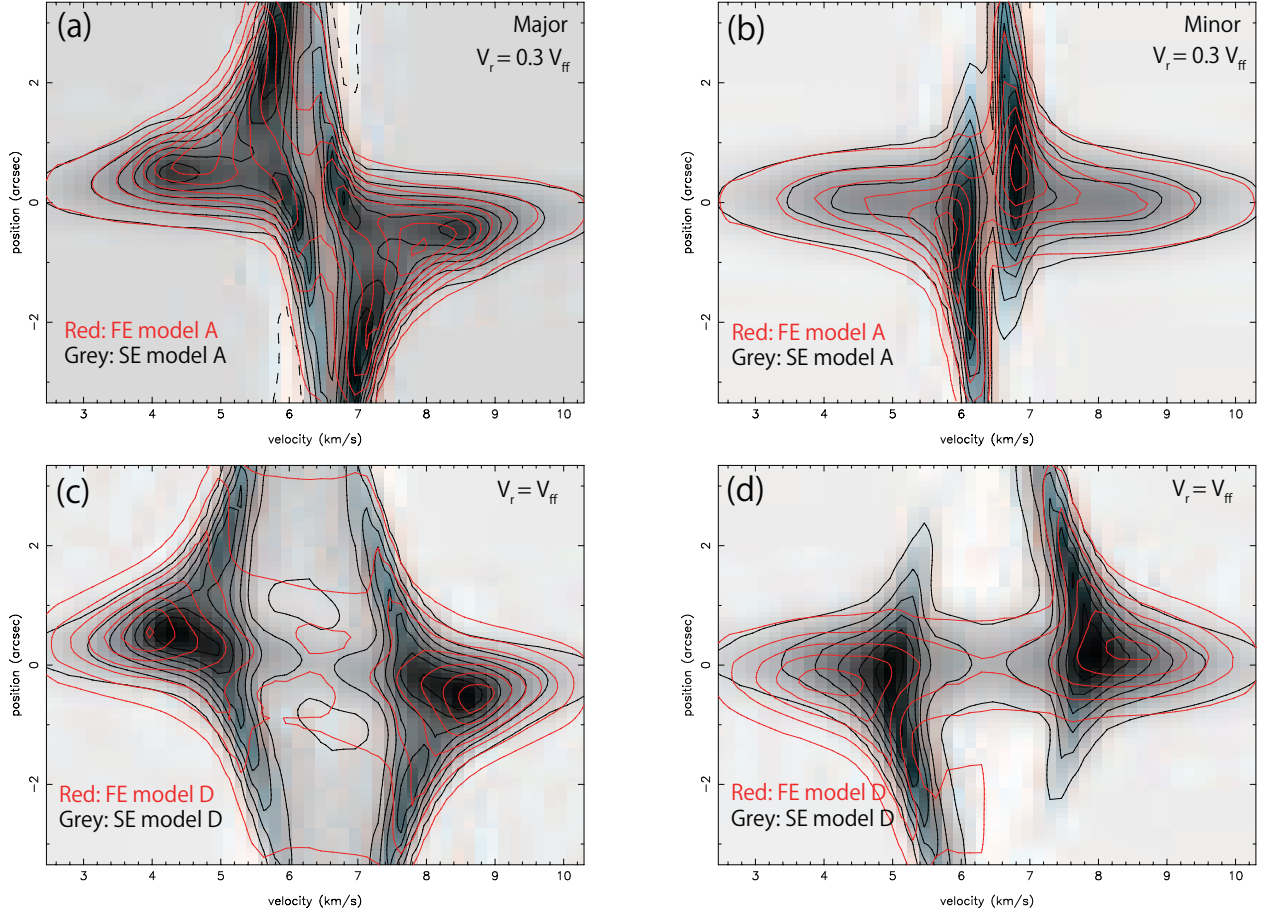 (a)
Major
V_r = 0.3 V_ff
Red: FE model A
Grey: SE model A
position (arcsec)
2
0
−2
3 4 5 6 7 8 9 10
velocity (km/s)
(b)
Minor
V_r = 0.3 V_ff
Red: FE model A
Grey: SE model A
position (arcsec)
2
0
−2
3 4 5 6 7 8 9 10
velocity (km/s)
(c)
V_r = V_ff
Red: FE model D
Grey: SE model D
position (arcsec)
2
0
−2
3 4 5 6 7 8 9 10
velocity (km/s)
(d)
V_r = V_ff
Red: FE model D
Grey: SE model D
position (arcsec)
2
0
−2
3 4 5 6 7 8 9 10
velocity (km/s)